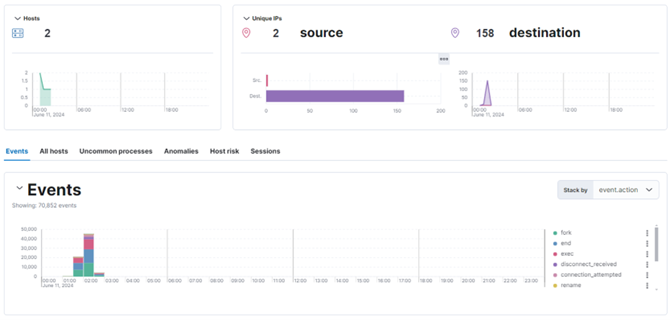 Hosts
2
2
1.5
1
0.5
0
00:00 06:00 12:00 18:00
June 11, 2024
Unique IPs
2 source
158 destination
Src.
Dest.
0 50 100 150 200
200
150
100
50
0
00:00 06:00 12:00 18:00
June 11, 2024
Events All hosts Uncommon processes Anomalies Host risk Sessions
Events
Showing: 70,852 events
Stack by event.action
50,000
40,000
30,000
20,000
10,000
0
00:00 01:00 02:00 03:00 04:00 05:00 06:00 07:00 08:00 09:00 10:00 11:00 12:00 13:00 14:00 15:00 16:00 17:00 18:00 19:00 20:00 21:00 22:00 23:00
June 11, 2024
fork
end
exec
disconnect_received
connection_attempted
rename